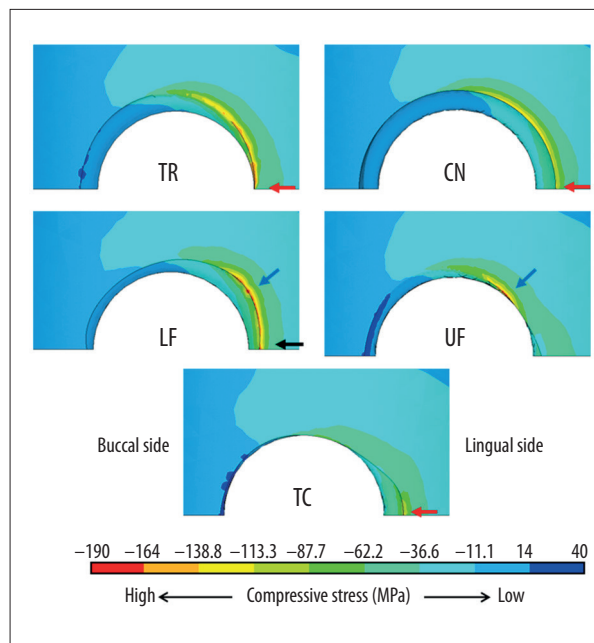 TR
CN
LF
UF
Buccal side
Lingual side
TC
−190 −164 −138.8 −113.3 −87.7 −62.2 −36.6 −11.1 14 40
High Compressive stress (MPa) Low